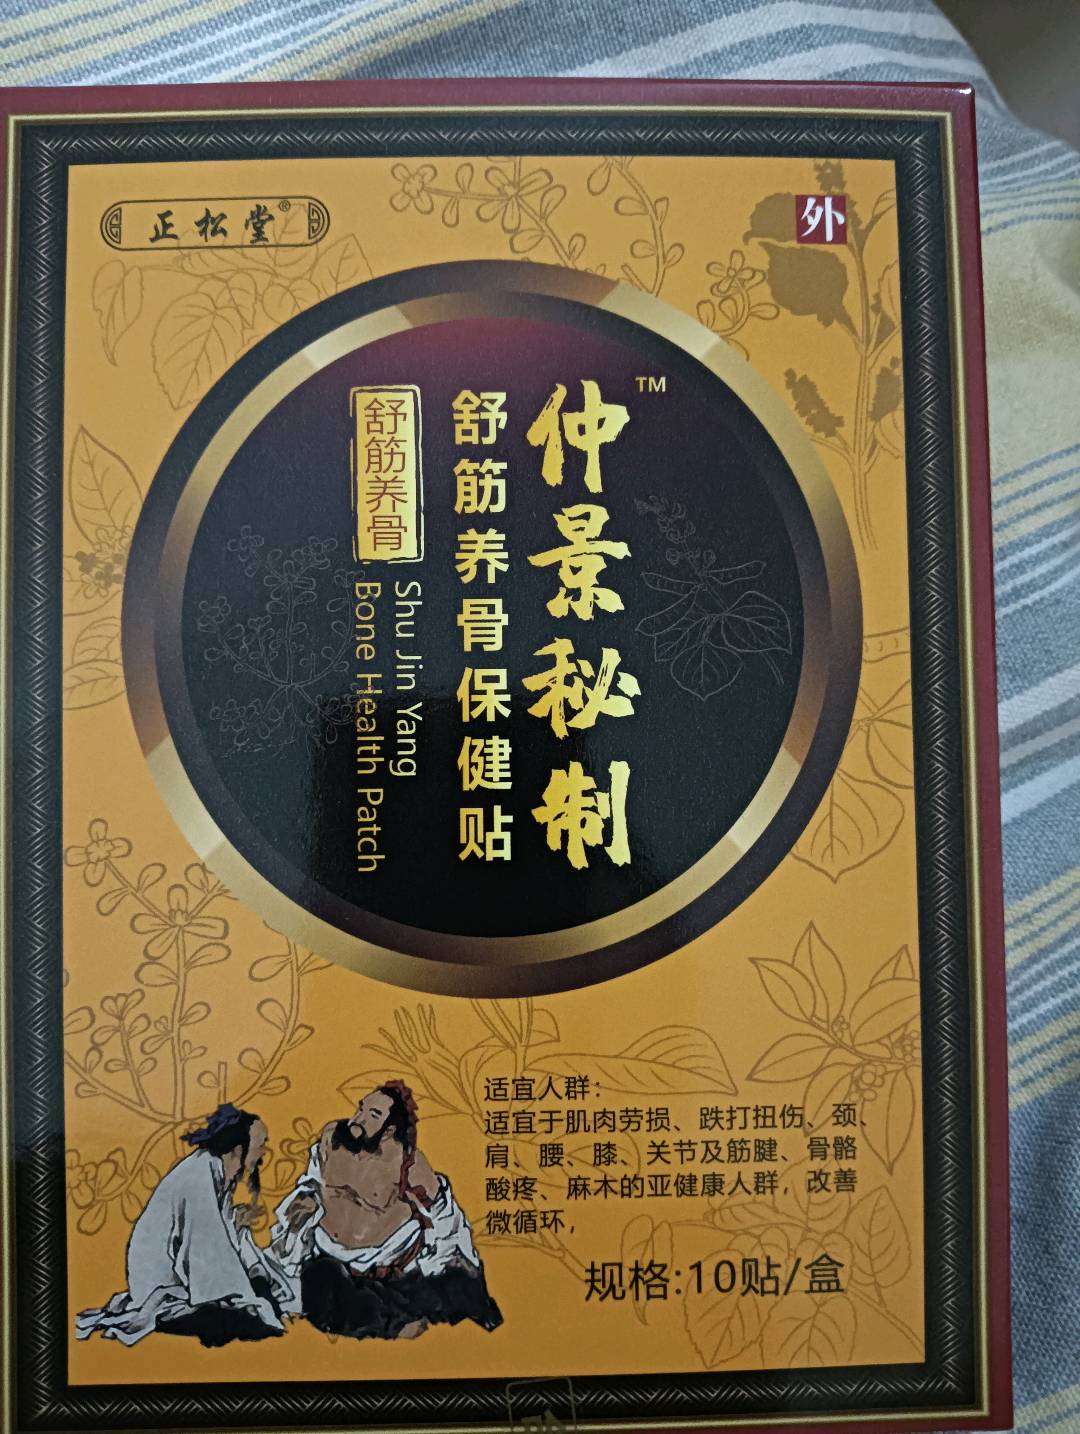 正松堂®
外
仲景秘制™
舒筋养骨保健贴
舒筋养骨
Shu Jin Yang
Bone Health Patch
适宜人群：
适宜于肌肉劳损、跌打扭伤、颈、
肩、腰、膝、关节及筋腱、骨骼
酸疼、麻木的亚健康人群，改善
微循环，
规格:10贴/盒